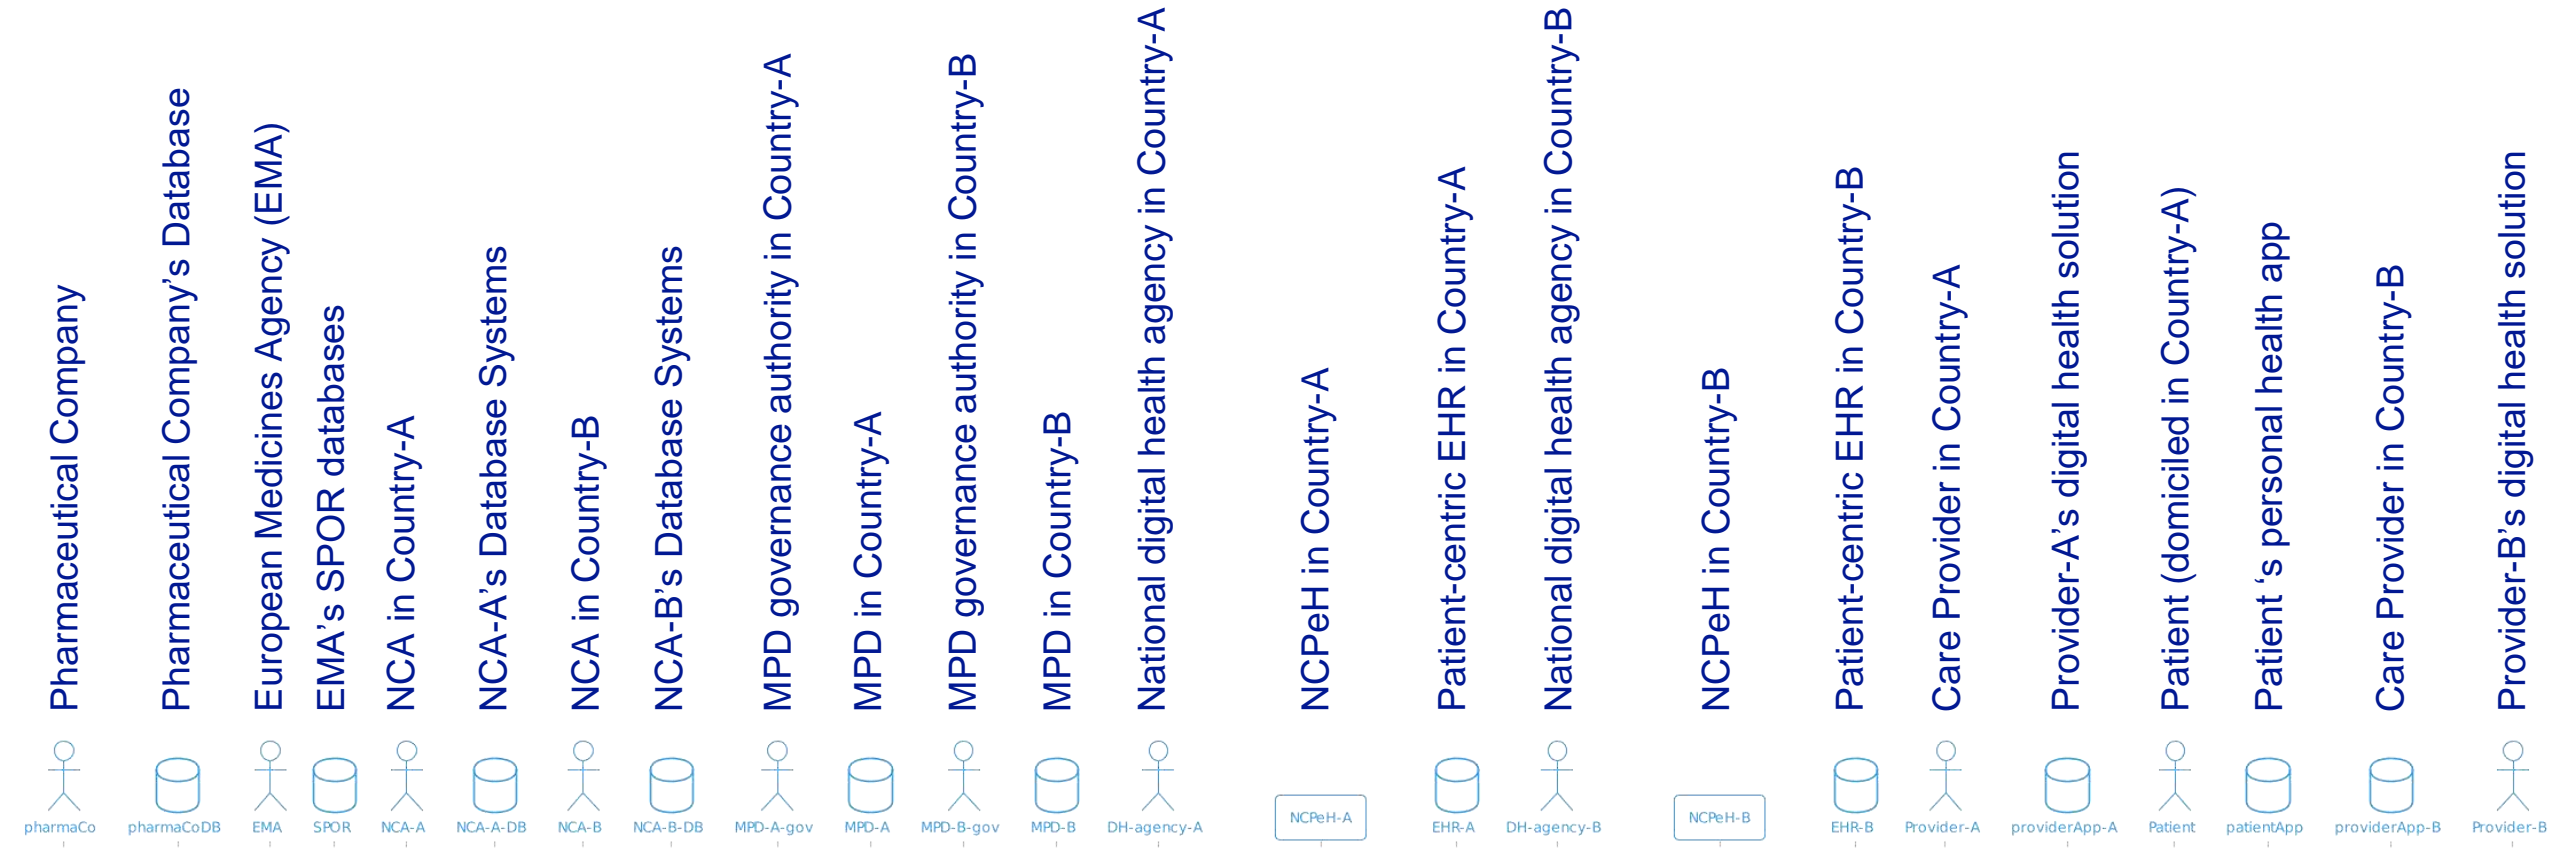 Pharmaceutical Company
Pharmaceutical Company’s Database
European Medicines Agency (EMA)
EMA’s SPOR databases
NCA in Country-A
NCA-A’s Database Systems
NCA in Country-B
NCA-B’s Database Systems
MPD governance authority in Country-A
MPD in Country-A
MPD governance authority in Country-B
MPD in Country-B
National digital health agency in Country-A
NCPeH in Country-A
Patient-centric EHR in Country-A
National digital health agency in Country-B
NCPeH in Country-B
Patient-centric EHR in Country-B
Care Provider in Country-A
Provider-A’s digital health solution
Patient (domiciled in Country-A)
Patient ‘s personal health app
Care Provider in Country-B
Provider-B’s digital health solution
pharmaCo
pharmaCoDB
EMA
SPOR
NCA-A
NCA-A-DB
NCA-B
NCA-B-DB
MPD-A-gov
MPD-A
MPD-B-gov
MPD-B
DH-agency-A
NCPeH-A
EHR-A
DH-agency-B
NCPeH-B
EHR-B
Provider-A
providerApp-A
Patient
patientApp
providerApp-B
Provider-B